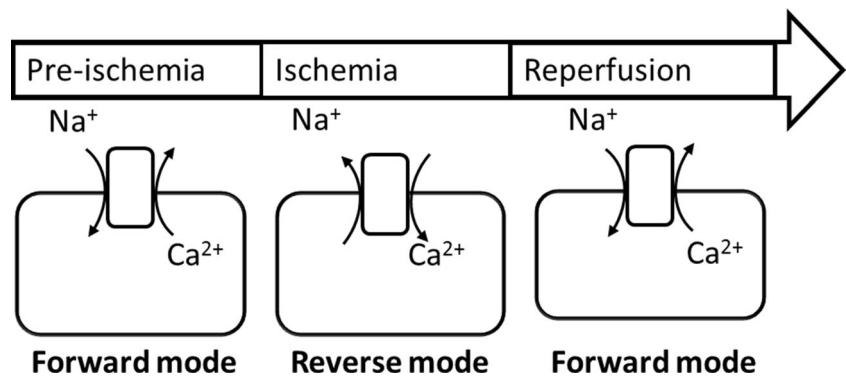 Pre-ischemia Ischemia Reperfusion
Na⁺ Na⁺ Na⁺
Ca²⁺ Ca²⁺ Ca²⁺
Forward mode Reverse mode Forward mode